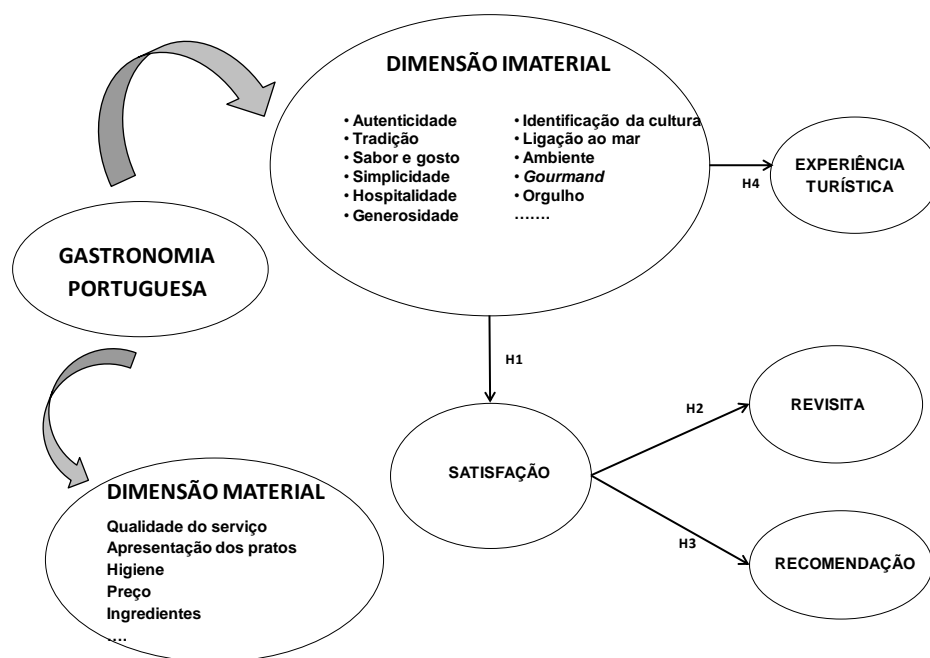 DIMENSÃO IMATERIAL
• Autenticidade
• Tradição
• Sabor e gosto
• Simplicidade
• Hospitalidade
• Generosidade
• Identificação da cultura
• Ligação ao mar
• Ambiente
• Gourmand
• Orgulho
…….
H4
EXPERIÊNCIA
TURÍSTICA
GASTRONOMIA
PORTUGUESA
H1
H2
REVISITA
SATISFAÇÃO
H3
RECOMENDAÇÃO
DIMENSÃO MATERIAL
Qualidade do serviço
Apresentação dos pratos
Higiene
Preço
Ingredientes
….